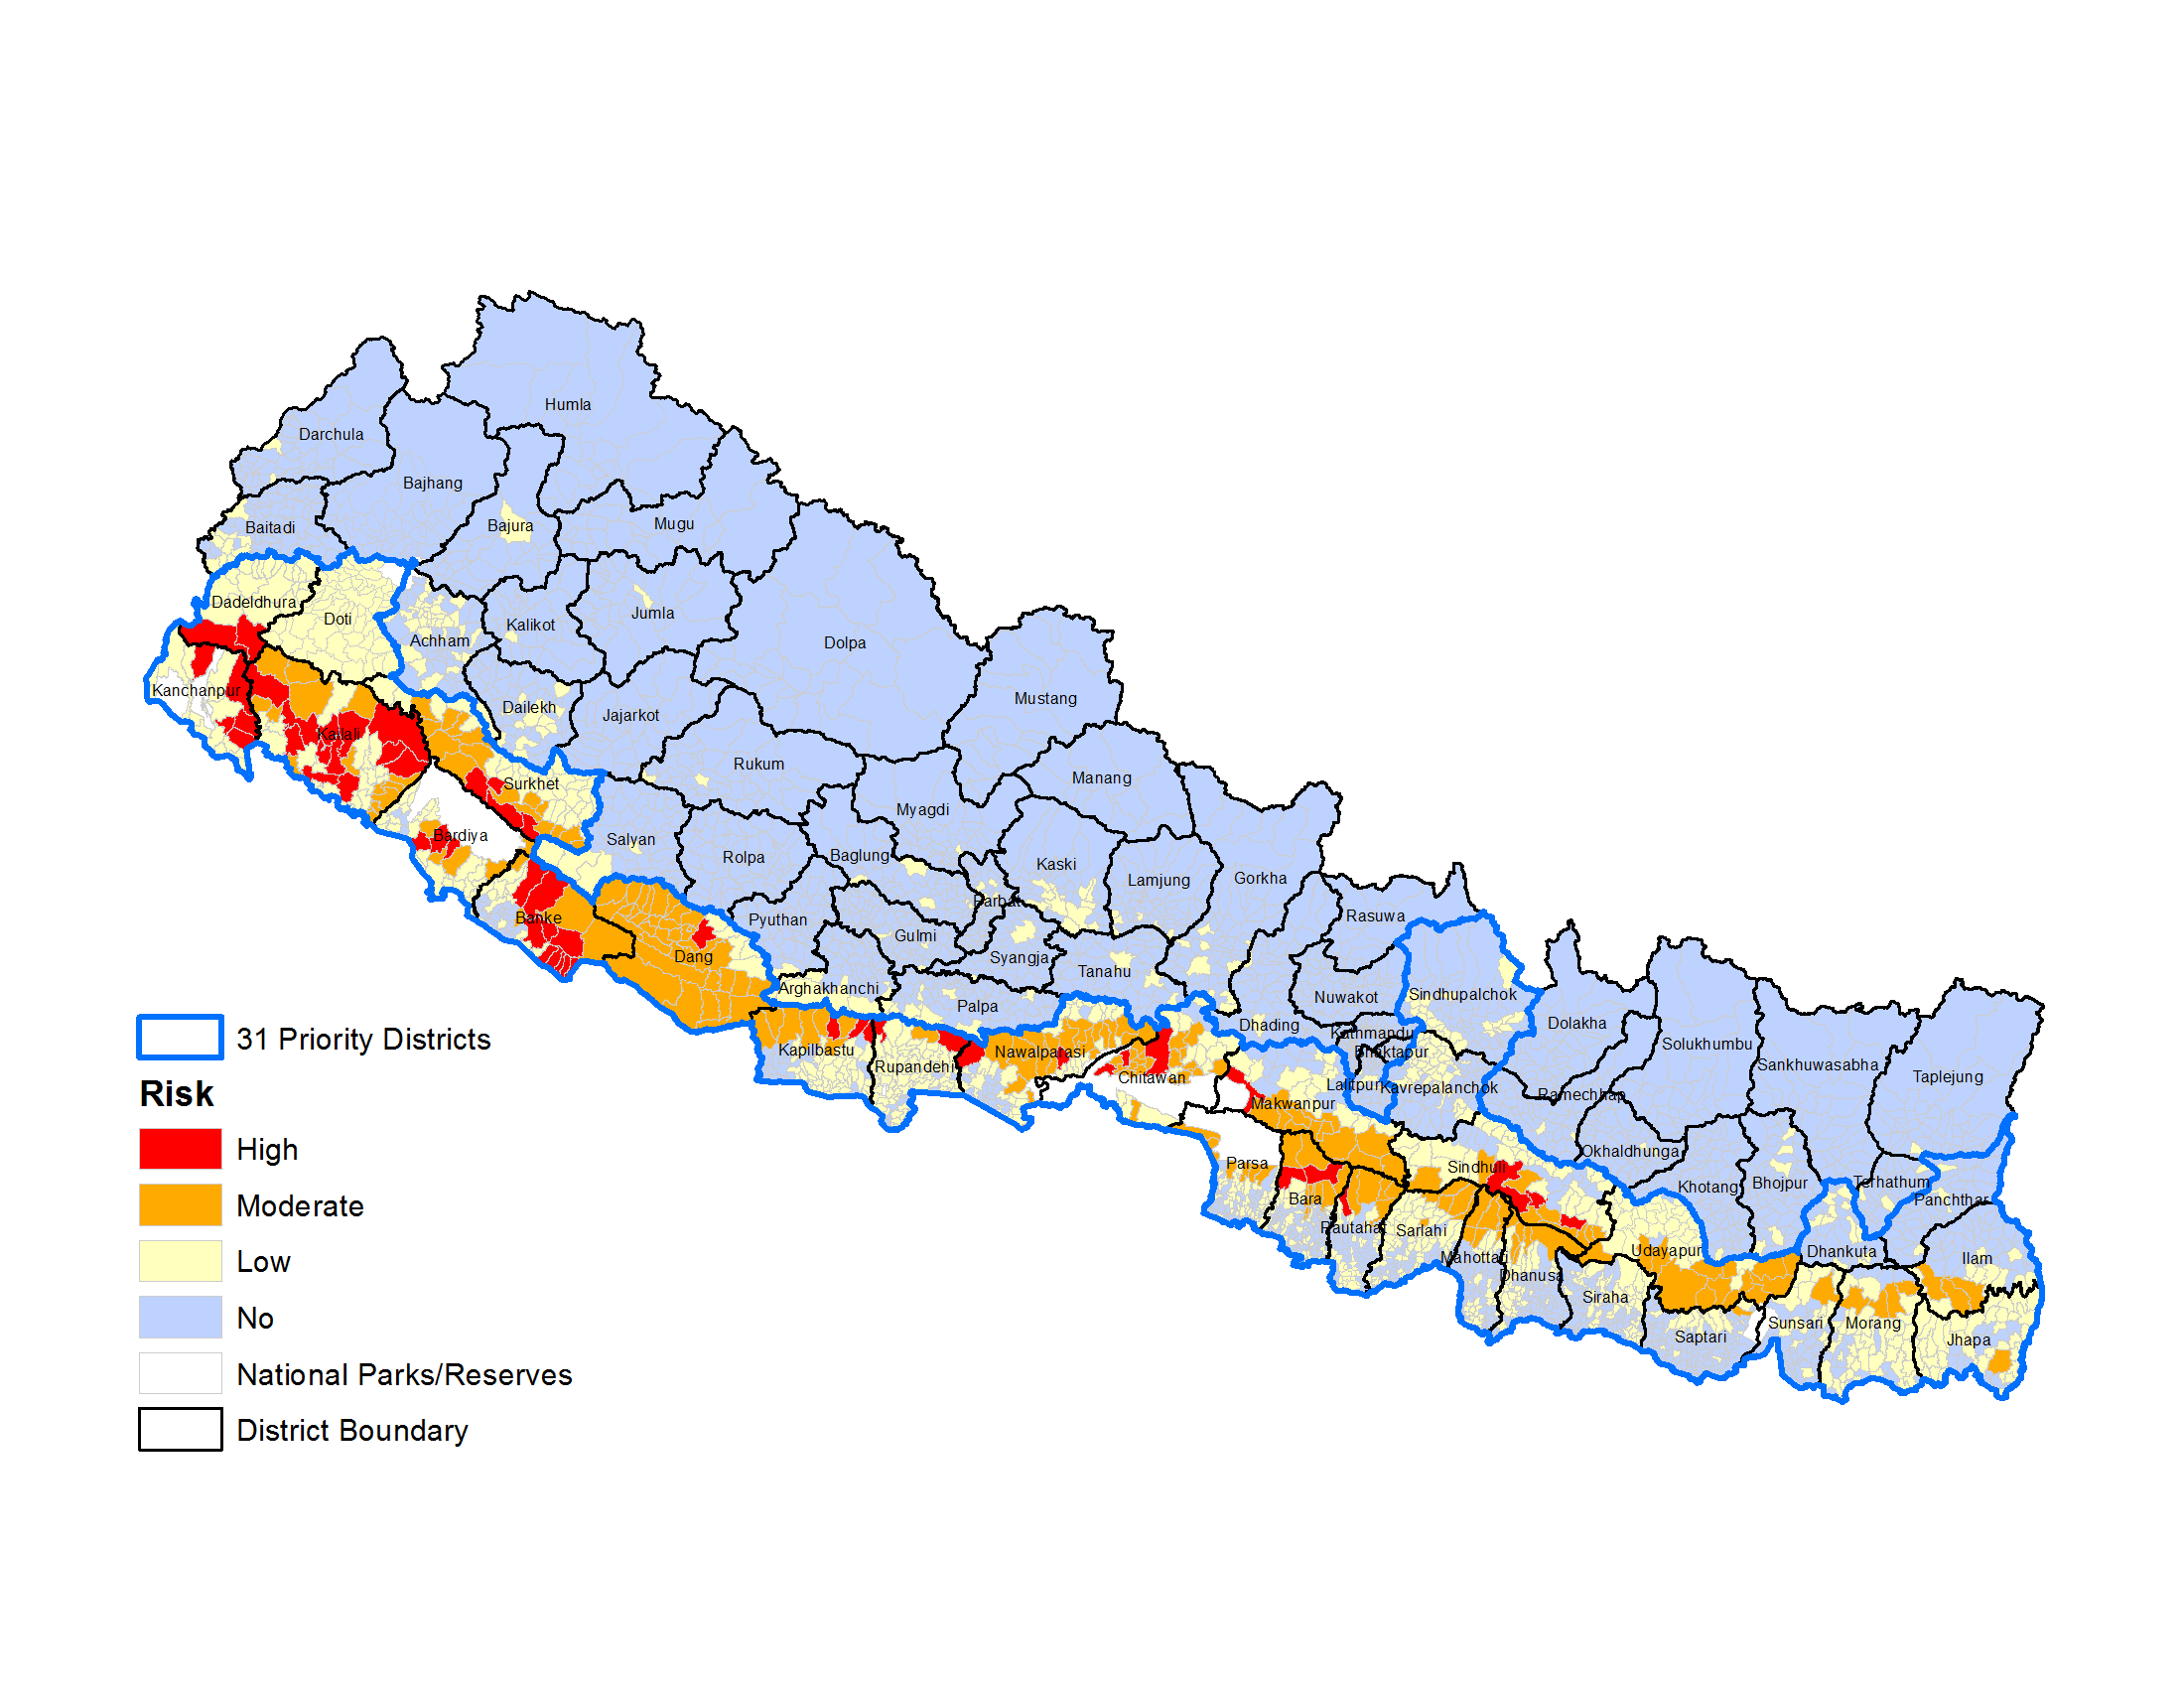 Humla
Darchula
Bajhang
Baitadi
Bajura
Mugu
Dadeldhura
Doti
Jumla
Kalikot
Achham
Dolpa
Kanchanpur
Mustang
Dailekh
Jajarkot
Kailali
Rukum
Manang
Surkhet
Myagdi
Bardiya
Salyan
Rolpa
Baglung
Kaski
Lamjung
Gorkha
Parbat
Rasuwa
Banke
Pyuthan
Gulmi
Dang
Syangja
Tanahu
Arghakhanchi
Nuwakot
Sindhupalchok
Palpa
Dhading
Dolakha
Kathmandu
Solukhumbu
Kapilbastu
Nawalparasi
Bhaktapur
Rupandehi
Sankhuwasabha
Chitawan
Taplejung
Lalitpur
Kavrepalanchok
Ramechhap
Makwanpur
Okhaldhunga
Parsa
Sindhuli
Khotang
Bhojpur
Terhathum
Bara
Panchthar
Rautahat
Sarlahi
Mahottari
Udayapur
Dhankuta
Ilam
Dhanusa
Siraha
Saptari
Sunsari
Morang
Jhapa
31 Priority Districts
Risk
High
Moderate
Low
No
National Parks/Reserves
District Boundary